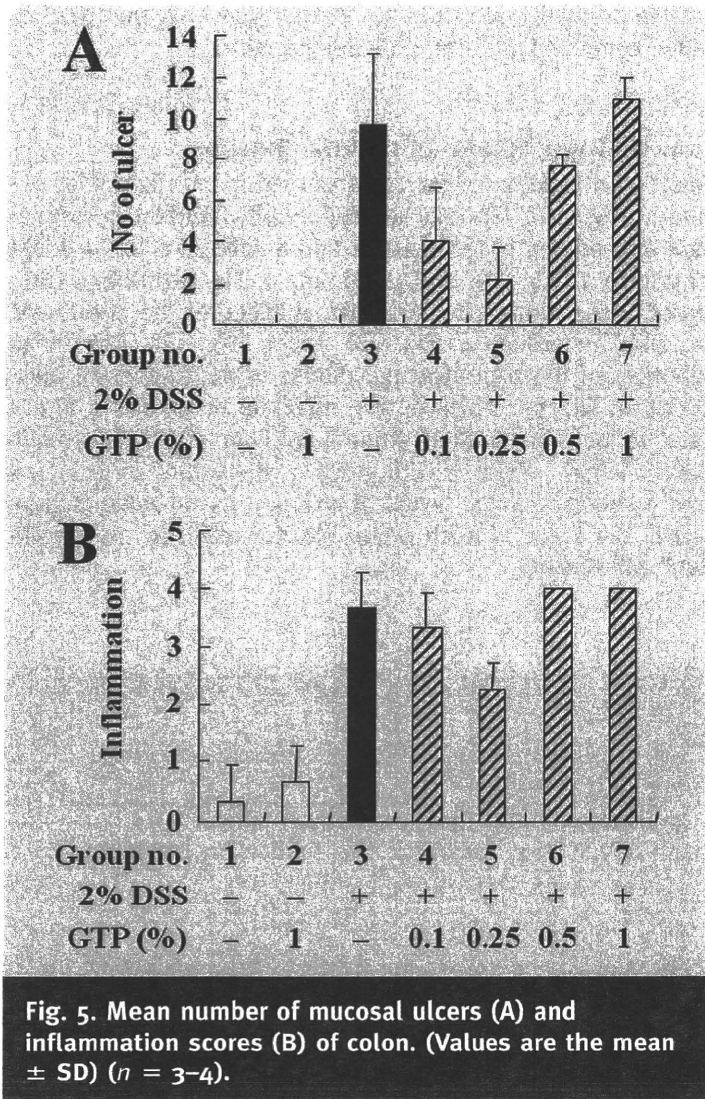 A
14
12
10
8
6
4
2
0
No of ulcer
Group no. 1 2 3 4 5 6 7
2% DSS – – + + + + +
GTP (%) – 1 – 0.1 0.25 0.5 1
B
5
4
3
2
1
0
Inflammation
Group no. 1 2 3 4 5 6 7
2% DSS – – + + + + +
GTP (%) – 1 – 0.1 0.25 0.5 1
Fig. 5. Mean number of mucosal ulcers (A) and
inflammation scores (B) of colon. (Values are the mean
± SD) (n = 3–4).